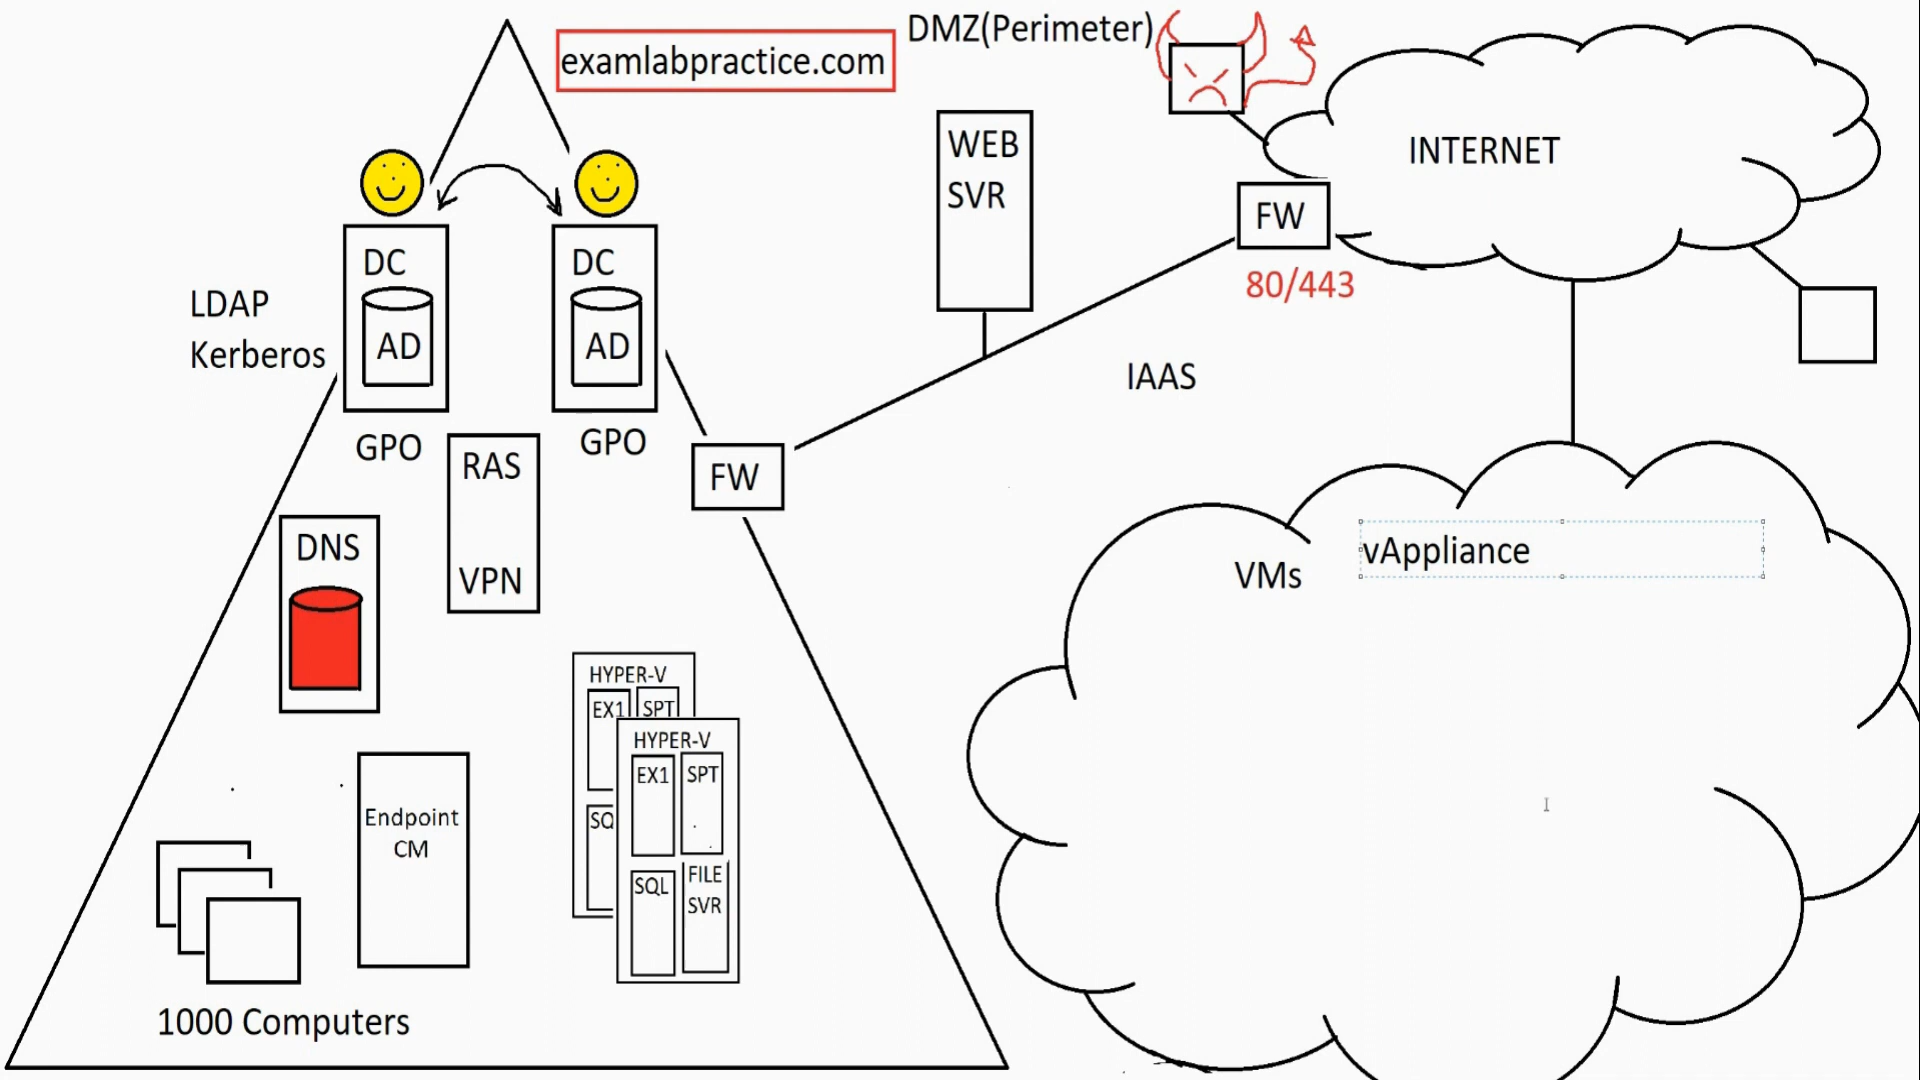 examlabpractice.com
DMZ(Perimeter)
INTERNET
WEB
SVR
FW
80/443
DC
AD
GPO
DC
AD
GPO
LDAP
Kerberos
RAS
VPN
FW
IAAS
DNS
VMs
vAppliance
HYPER-V
EX1
SPT
SQ
HYPER-V
EX1
SPT
SQL
FILE
SVR
Endpoint
CM
1000 Computers